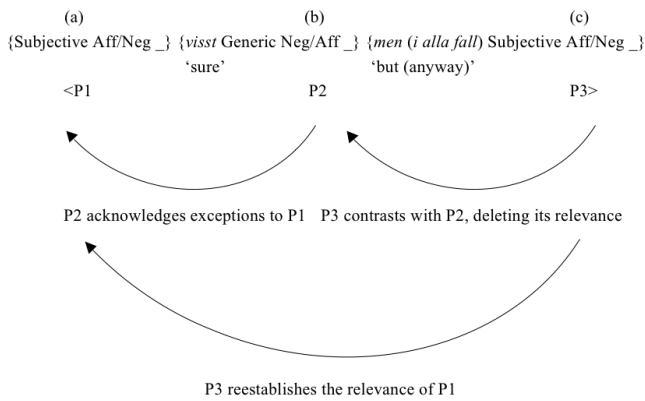 (a) (b) (c)
{Subjective Aff/Neg _} {visst Generic Neg/Aff _} {men (i alla fall) Subjective Aff/Neg _}
‘sure’ ‘but (anyway)’
<P1 P2 P3>
P2 acknowledges exceptions to P1 P3 contrasts with P2, deleting its relevance
P3 reestablishes the relevance of P1